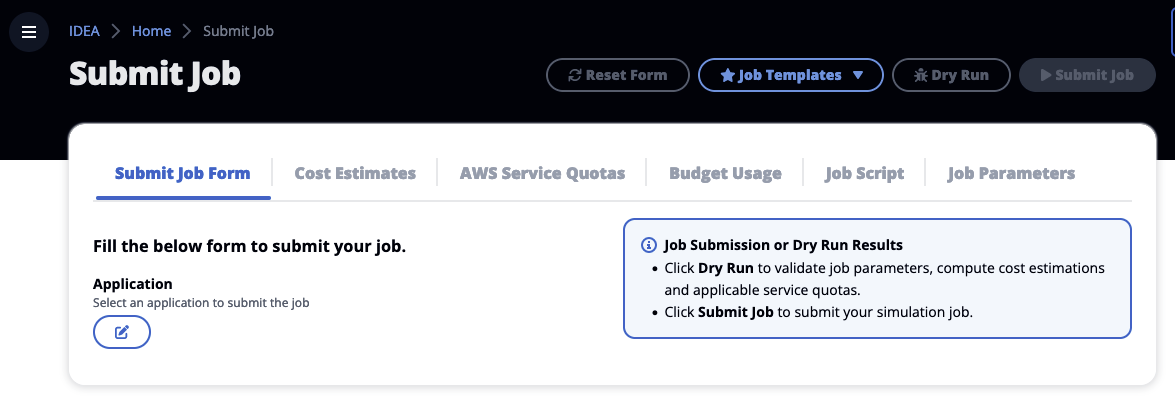 IDEA > Home > Submit Job
Submit Job
Reset Form
Job Templates
Dry Run
Submit Job
Submit Job Form
Cost Estimates
AWS Service Quotas
Budget Usage
Job Script
Job Parameters
Fill the below form to submit your job.
Application
Select an application to submit the job
Job Submission or Dry Run Results
• Click Dry Run to validate job parameters, compute cost estimations
and applicable service quotas.
• Click Submit Job to submit your simulation job.